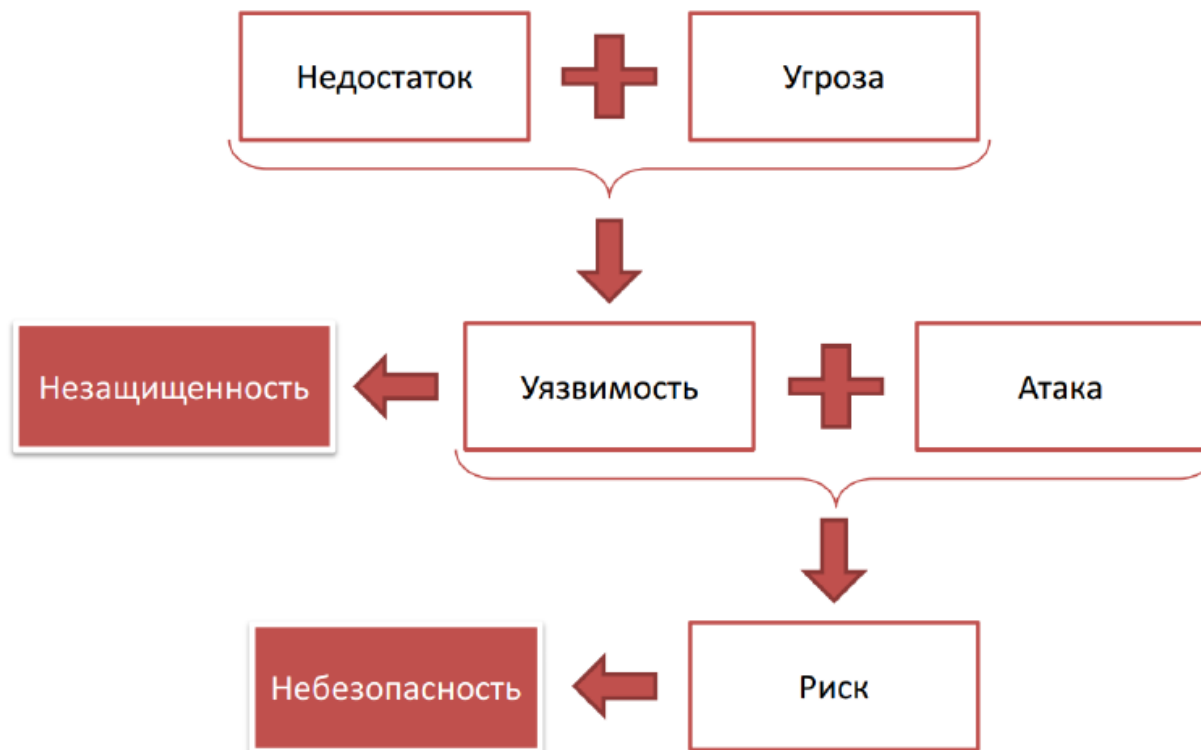 Недостаток
Угроза
Незащищенность
Уязвимость
Атака
Небезопасность
Риск